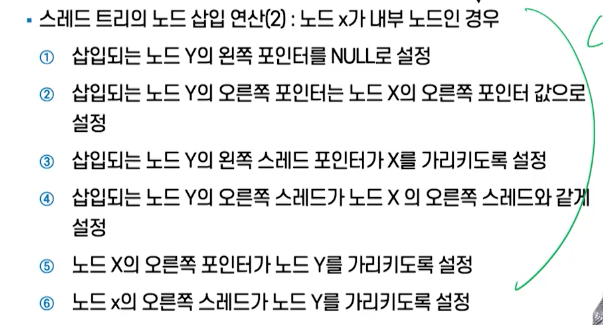 ▪ 스레드 트리의 노드 삽입 연산(2) : 노드 x가 내부 노드인 경우
① 삽입되는 노드 Y의 왼쪽 포인터를 NULL로 설정
② 삽입되는 노드 Y의 오른쪽 포인터는 노드 X의 오른쪽 포인터 값으로
설정
③ 삽입되는 노드 Y의 왼쪽 스레드 포인터가 X를 가리키도록 설정
④ 삽입되는 노드 Y의 오른쪽 스레드가 노드 X 의 오른쪽 스레드와 같게
설정
⑤ 노드 X의 오른쪽 포인터가 노드 Y를 가리키도록 설정
⑥ 노드 x의 오른쪽 스레드가 노드 Y를 가리키도록 설정